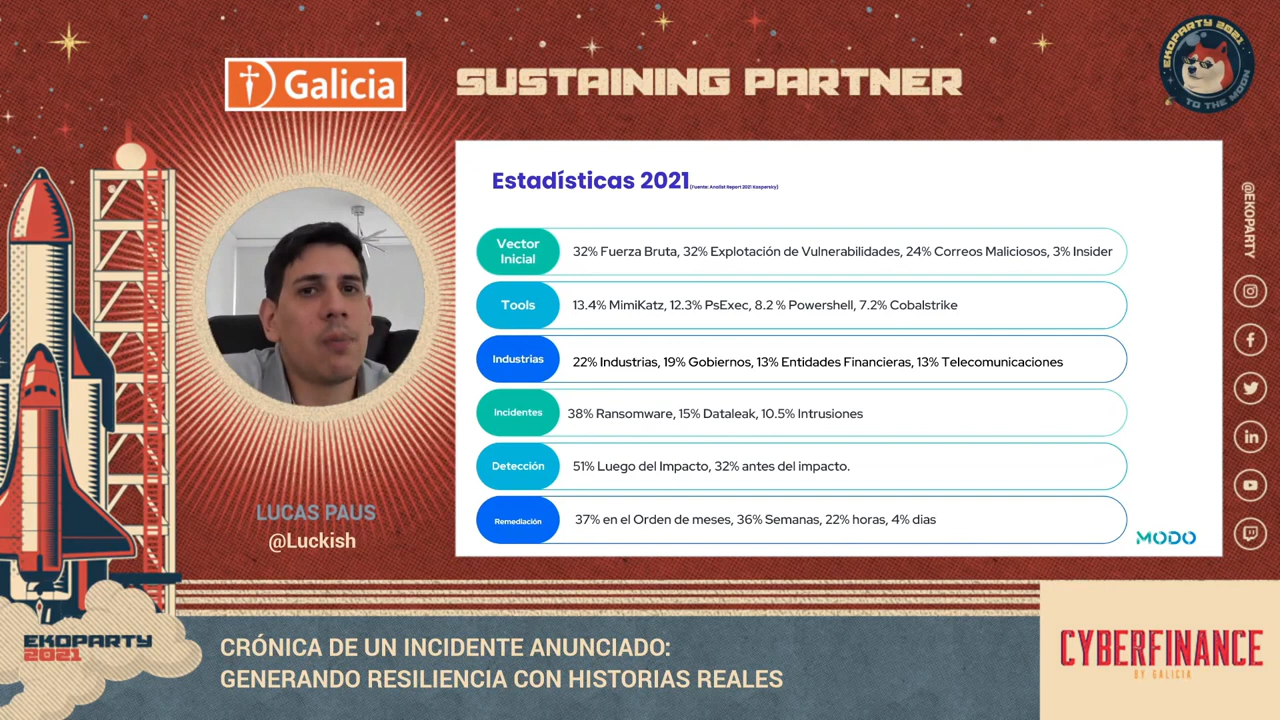 Galicia
SUSTAINING PARTNER
EKOPARTY 2021
TO THE MOON
Estadísticas 2021 (Fuente: Analist Report 2021 Kaspersky)
Vector
Inicial
32% Fuerza Bruta, 32% Explotación de Vulnerabilidades, 24% Correos Maliciosos, 3% Insider
Tools
13.4% MimiKatz, 12.3% PsExec, 8.2 % Powershell, 7.2% Cobalstrike
Industrias
22% Industrias, 19% Gobiernos, 13% Entidades Financieras, 13% Telecomunicaciones
Incidentes
38% Ransomware, 15% Dataleak, 10.5% Intrusiones
Detección
51% Luego del Impacto, 32% antes del impacto.
Remediación
37% en el Orden de meses, 36% Semanas, 22% horas, 4% dias
MODO
@EKOPARTY
LUCAS PAUS
@Luckish
EKOPARTY
2021
CRÓNICA DE UN INCIDENTE ANUNCIADO:
GENERANDO RESILIENCIA CON HISTORIAS REALES
CYBERFINANCE
BY GALICIA